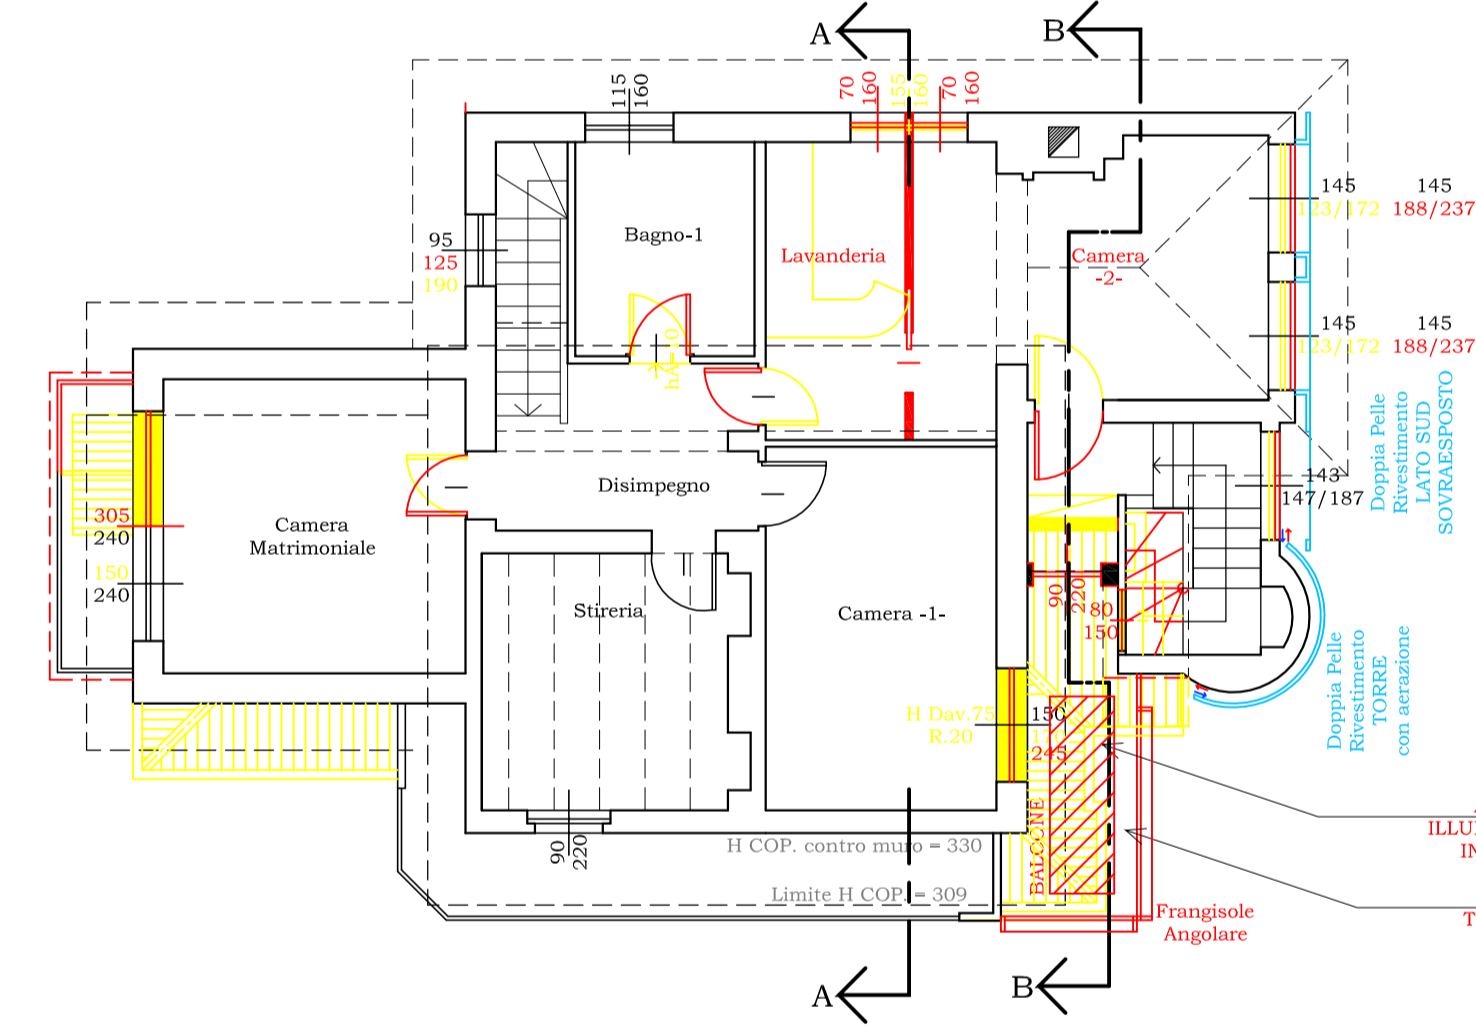 A
B
115
160
70
160
155
160
70
160
145
123/172
145
188/237
95
125
190
Bagno-1
Lavanderia
Camera
-2-
hA=10
145
123/172
145
188/237
Doppia Pelle
Rivestimento
LATO SUD
SOVRAESPOSTO
Disimpegno
143
147/187
305
240
150
240
Camera
Matrimoniale
Stireria
Camera -1-
90
220
80
150
Doppia Pelle
Rivestimento
TORRE
con aerazione
H Dav.75
R.20
150
245
BALCONE
90
220
H COP. contro muro = 330
Limite H COP. = 309
Frangisole
Angolare
A
B